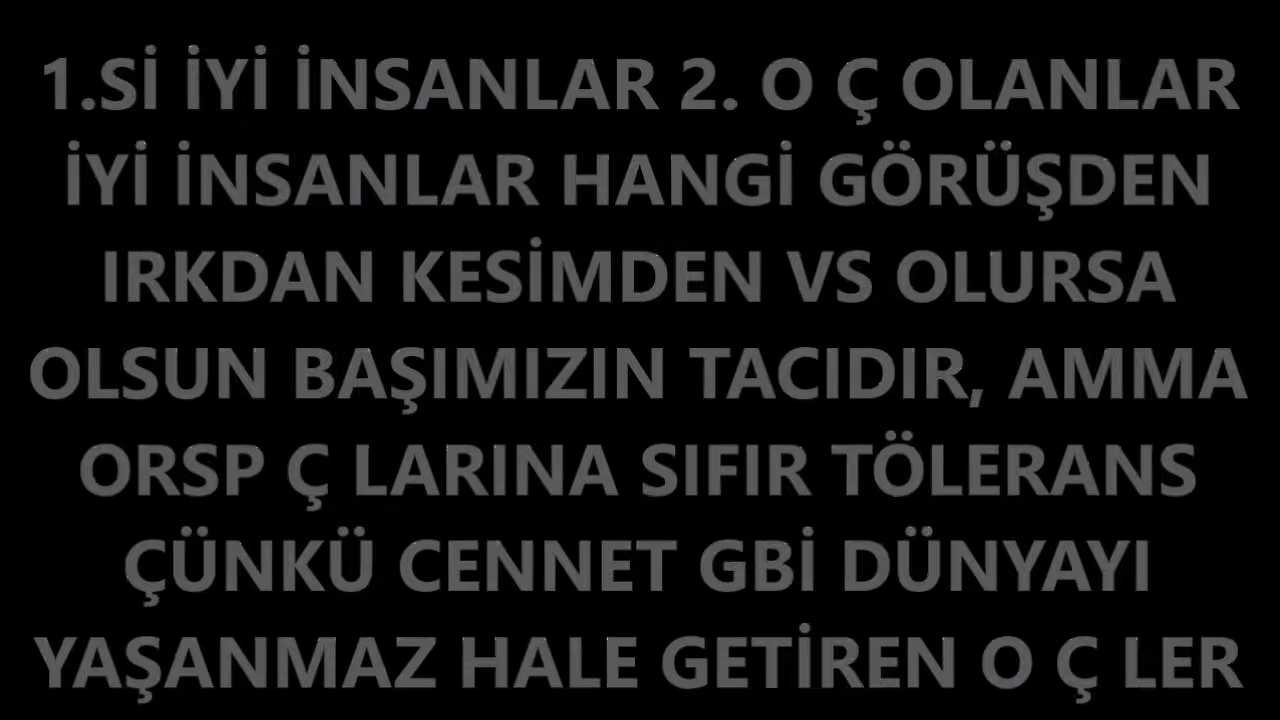 1.Sİ İYİ İNSANLAR 2. O Ç OLANLAR
İYİ İNSANLAR HANGİ GÖRÜŞDEN
IRKDAN KESİMDEN VS OLURSA
OLSUN BAŞIMIZIN TACIDIR, AMMA
ORSP Ç LARINA SIFIR TÖLERANS
ÇÜNKÜ CENNET GBİ DÜNYAYI
YAŞANMAZ HALE GETİREN O Ç LER